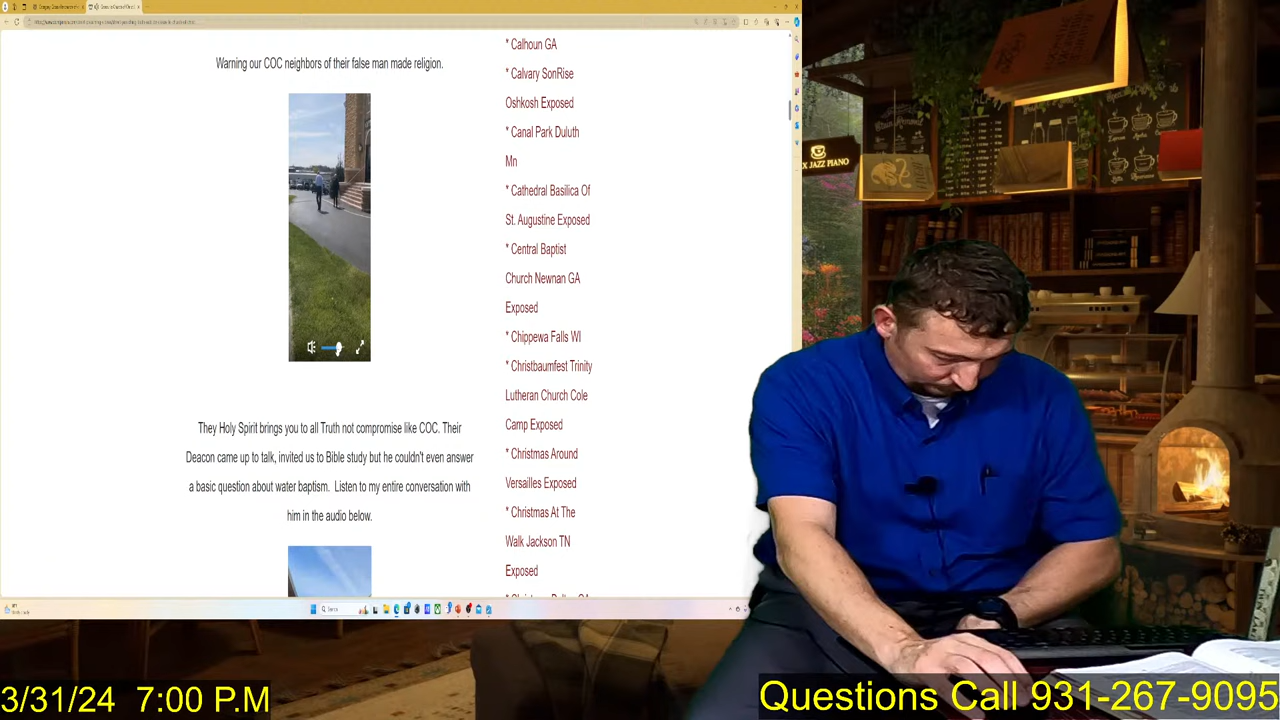 Warning our COC neighbors of their false man made religion.
They Holy Spirit brings you to all Truth not compromise like COC. Their
Deacon came up to talk, invited us to Bible study but he couldn't even answer
a basic question about water baptism. Listen to my entire conversation with
him in the audio below.
* Calhoun GA
* Calvary SonRise
Oshkosh Exposed
* Canal Park Duluth
Mn
* Cathedral Basilica Of
St. Augustine Exposed
* Central Baptist
Church Newnan GA
Exposed
* Chippewa Falls WI
* Christbaumfest Trinity
Lutheran Church Cole
Camp Exposed
* Christmas Around
Versailles Exposed
* Christmas At The
Walk Jackson TN
Exposed
X JAZZ PIANO
3/31/24 7:00 P.M
Questions Call 931-267-9095